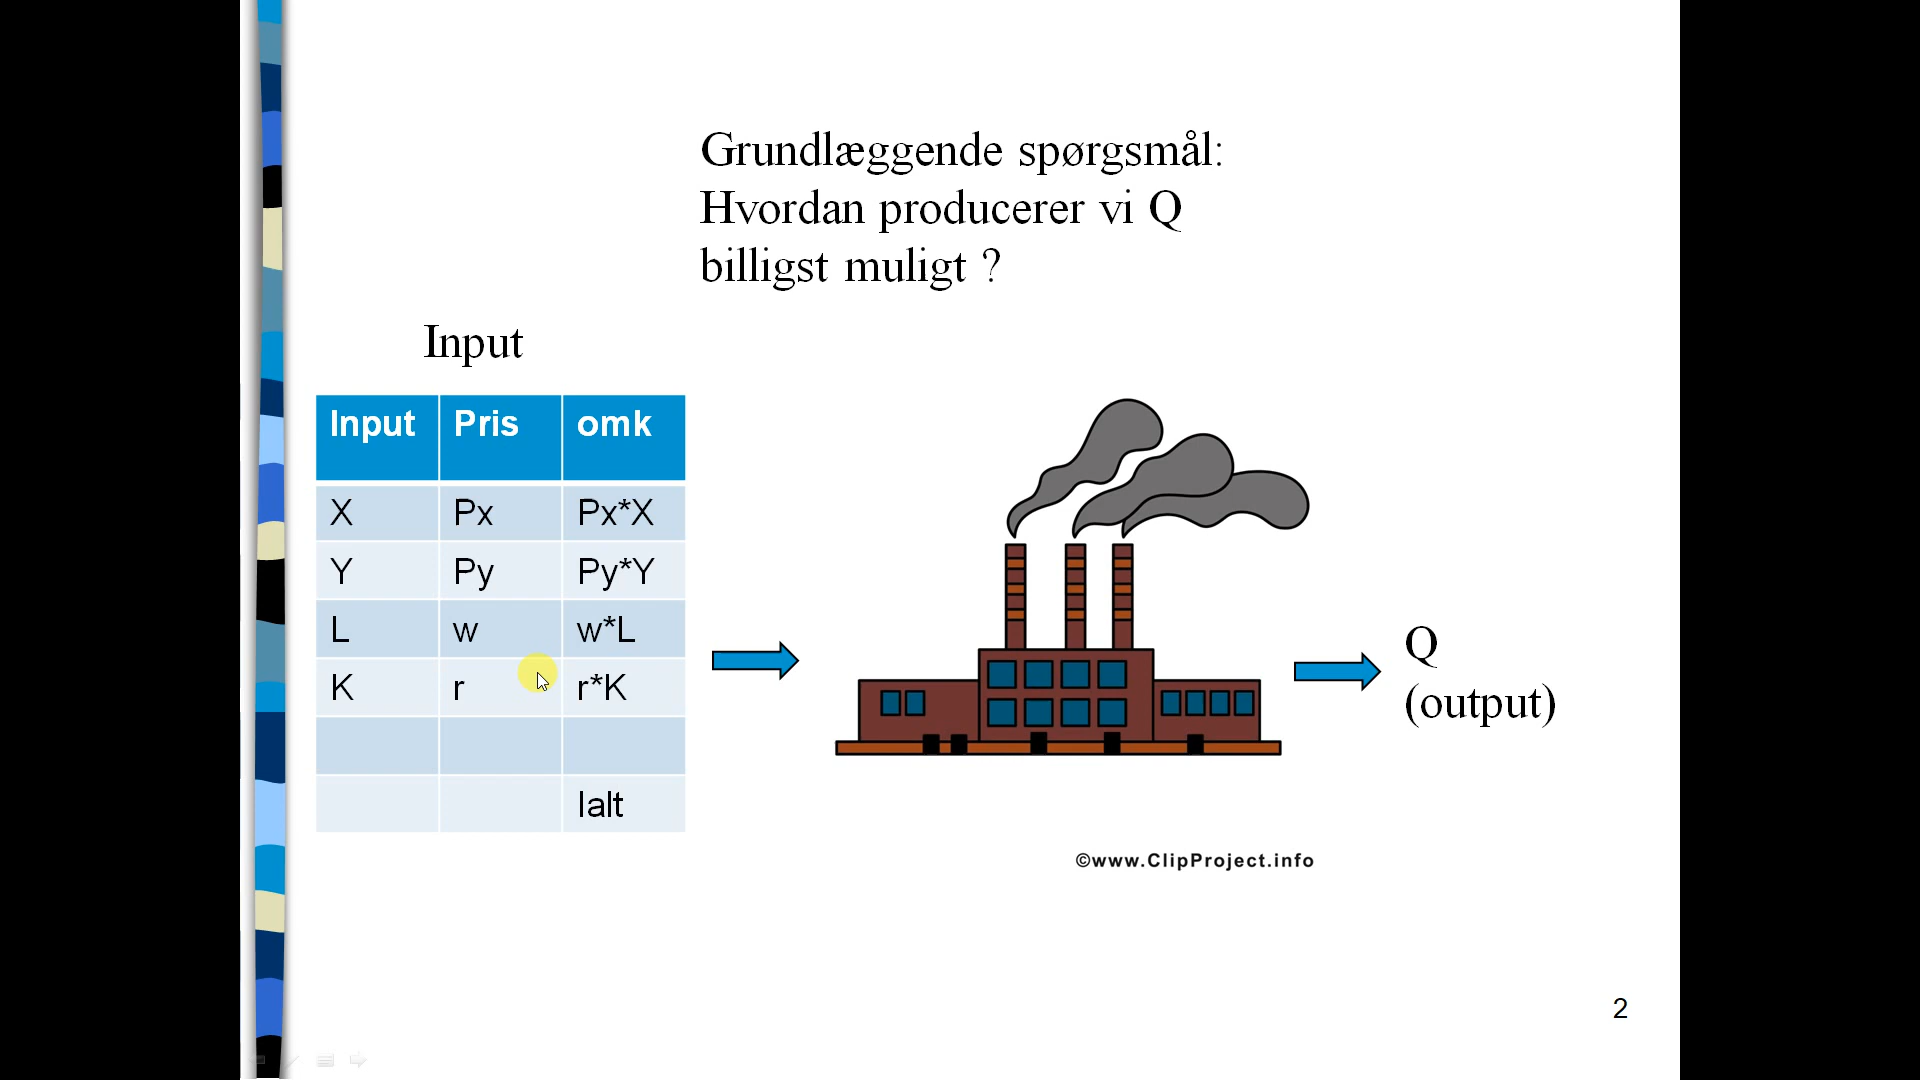 Grundlæggende spørgsmål:
Hvordan producerer vi Q
billigst muligt ?
Input
Input Pris omk
X Px Px*X
Y Py Py*Y
L w w*L
K r r*K
Ialt
Q
(output)
©www.ClipProject.info
2